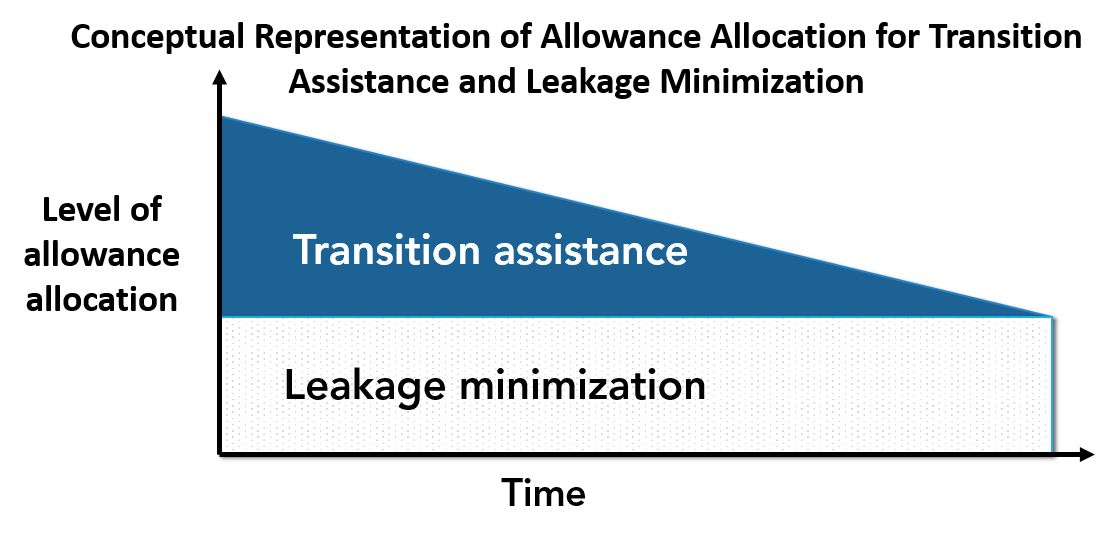 Conceptual Representation of Allowance Allocation for Transition
Assistance and Leakage Minimization
Level of
allowance
allocation
Transition assistance
Leakage minimization
Time